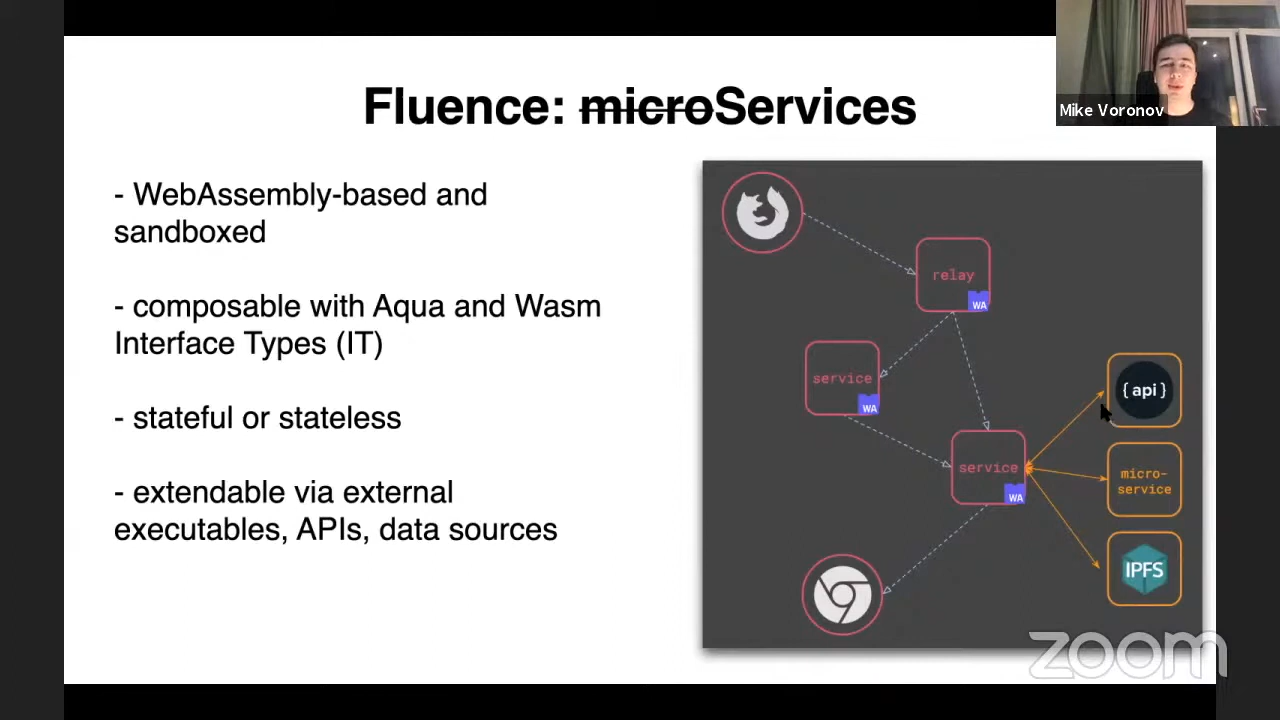 Fluence: microServices
Mike Voronov
- WebAssembly-based and
sandboxed
- composable with Aqua and Wasm
Interface Types (IT)
- stateful or stateless
- extendable via external
executables, APIs, data sources
relay
WA
service
WA
service
WA
{api}
micro-
service
IPFS
zoom